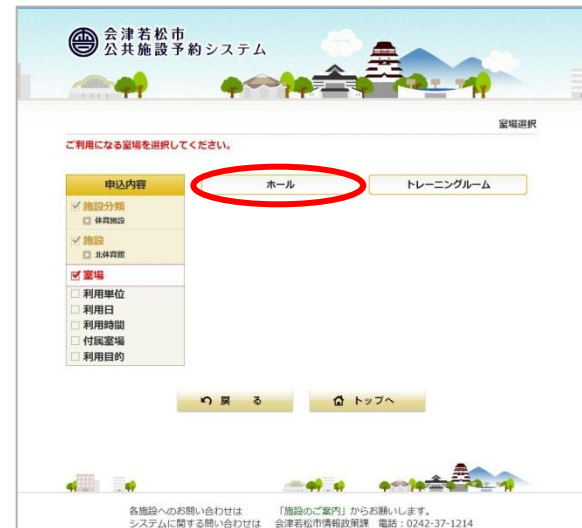 会津若松市
公共施設予約システム
室場選択
ご利用になる室場を選択してください。
申込内容
ホール
トレーニングルーム
施設分類
体育施設
施設
北体育館
室場
利用単位
利用日
利用時間
付属室場
利用目的
戻　る
トップへ
各施設へのお問い合わせは　「施設のご案内」からお願いします。
システムに関する問い合わせは　会津若松市情報政策課　電話：0242-37-1214